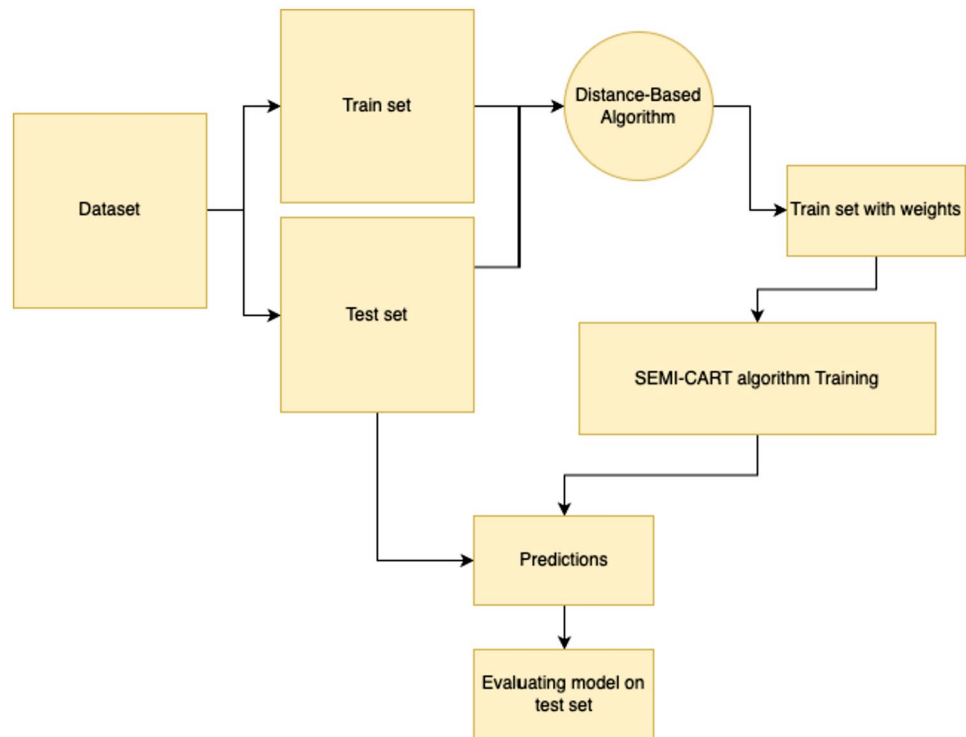 Dataset
Train set
Test set
Distance-Based
Algorithm
Train set with weights
SEMI-CART algorithm Training
Predictions
Evaluating model on
test set